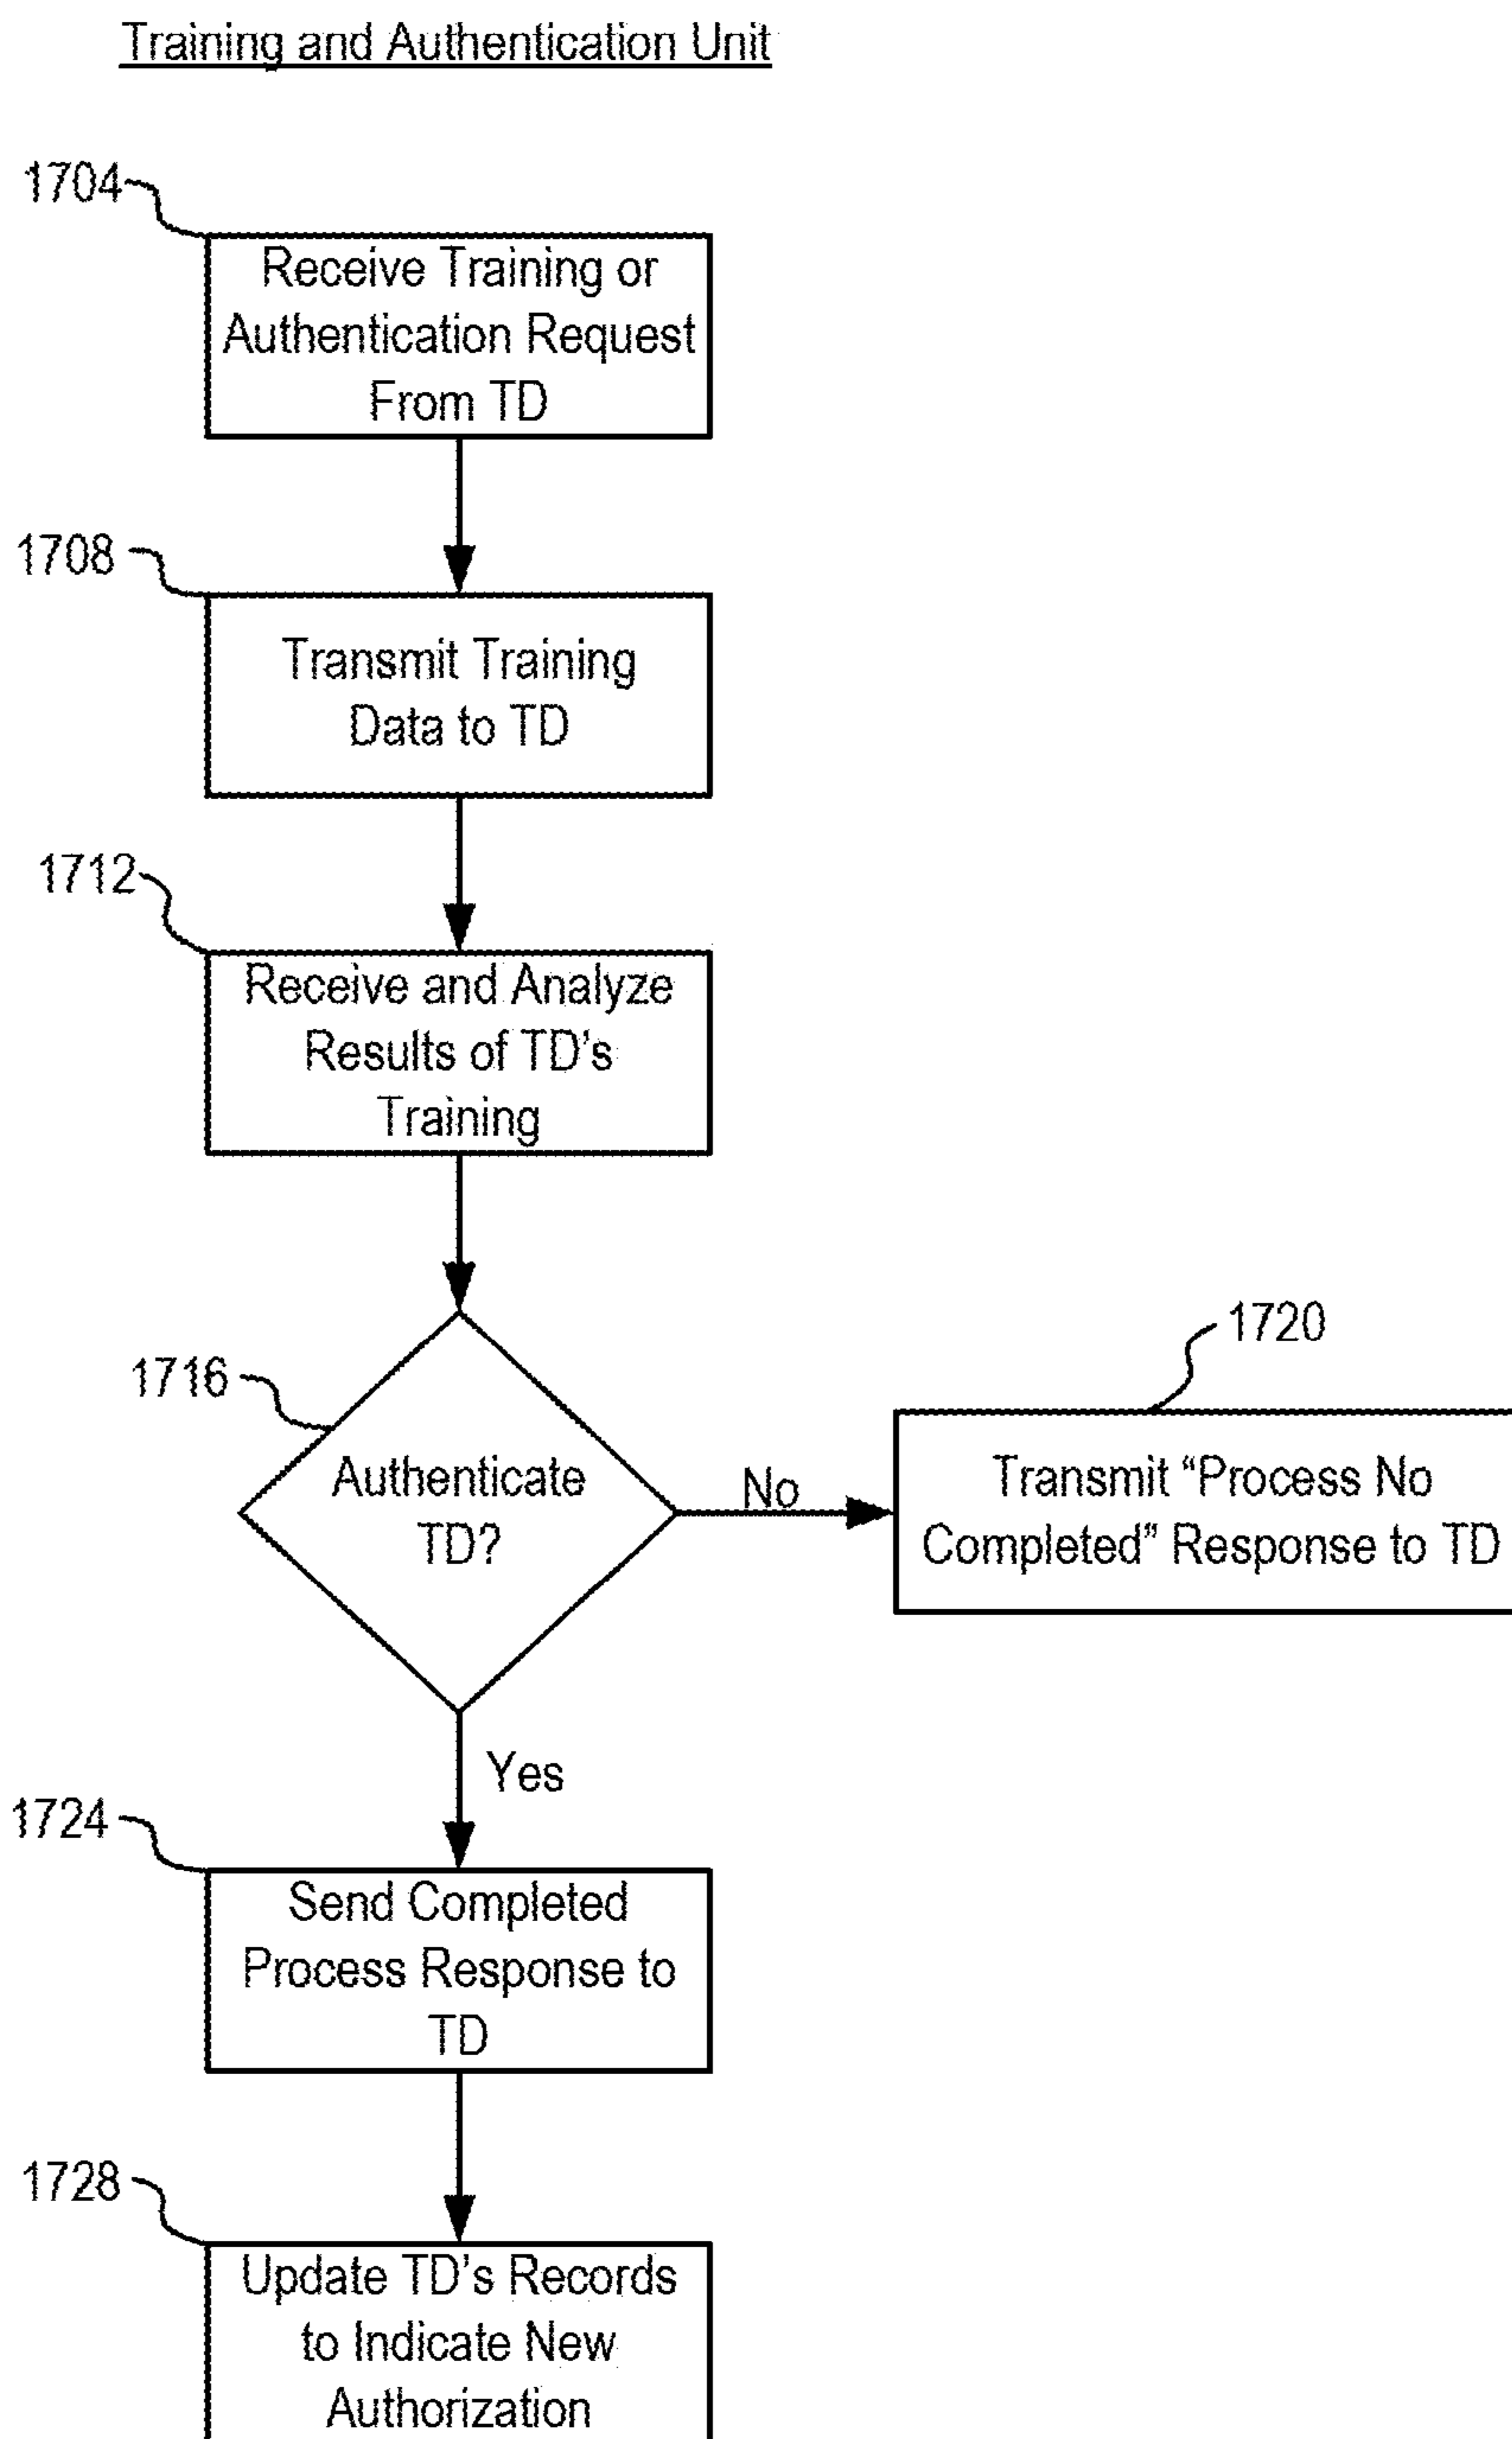 Training and Authentication Unit
1704
Receive Training or
Authentication Request
From TD
1708
Transmit Training
Data to TD
1712
Receive and Analyze
Results of TD's
Training
1716
Authenticate
TD?
No
1720
Transmit “Process No
Completed” Response to TD
Yes
1724
Send Completed
Process Response to
TD
1728
Update TD's Records
to Indicate New
Authorization